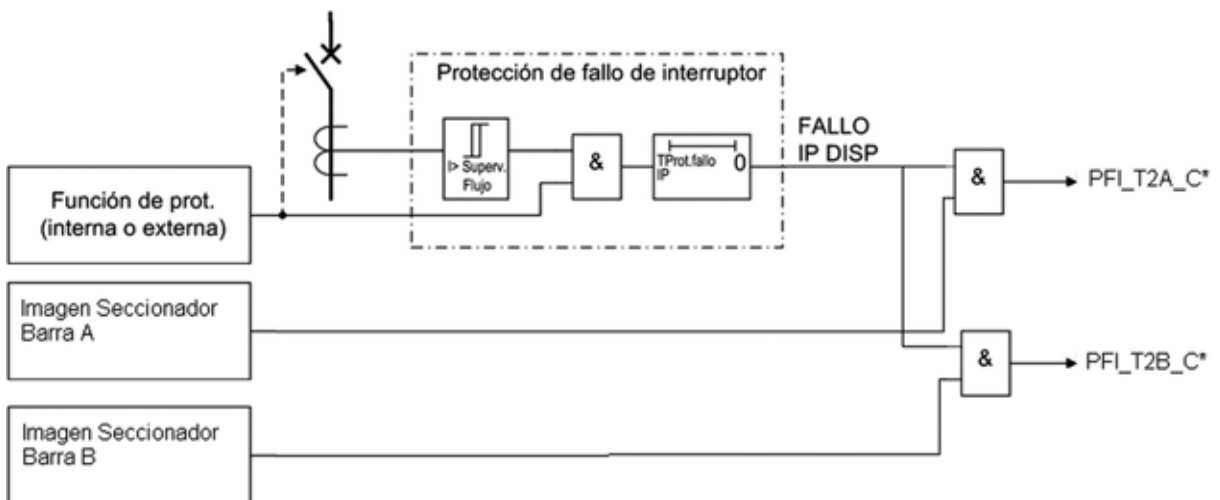 Protección de fallo de interruptor
I> Superv.
Flujo
&
TProt.fallo
IP
0
FALLO
IP DISP
&
PFI_T2A_C*
Función de prot.
(interna o externa)
Imagen Seccionador
Barra A
&
PFI_T2B_C*
Imagen Seccionador
Barra B